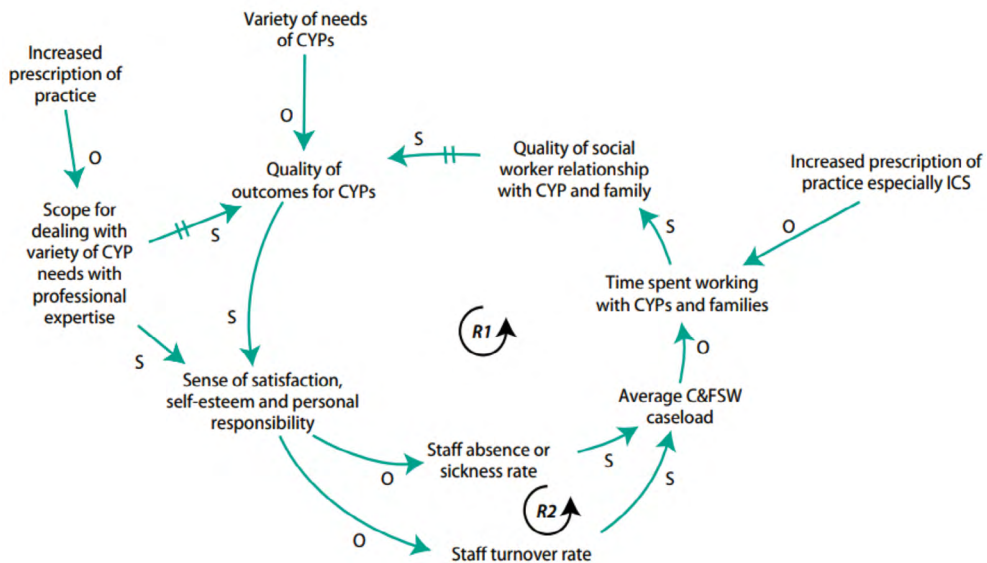 Variety of needs
of CYPs
Increased
prescription of
practice
O
O
S
Quality of
outcomes for CYPs
Quality of social
worker relationship
with CYP and family
Increased prescription of
practice especially ICS
Scope for
dealing with
variety of CYP
needs with
professional
expertise
S
S
O
Time spent working
with CYPs and families
S
R1
S
O
Sense of satisfaction,
self-esteem and personal
responsibility
Average C&FSW
caseload
Staff absence or
sickness rate
O
S
S
R2
O
Staff turnover rate